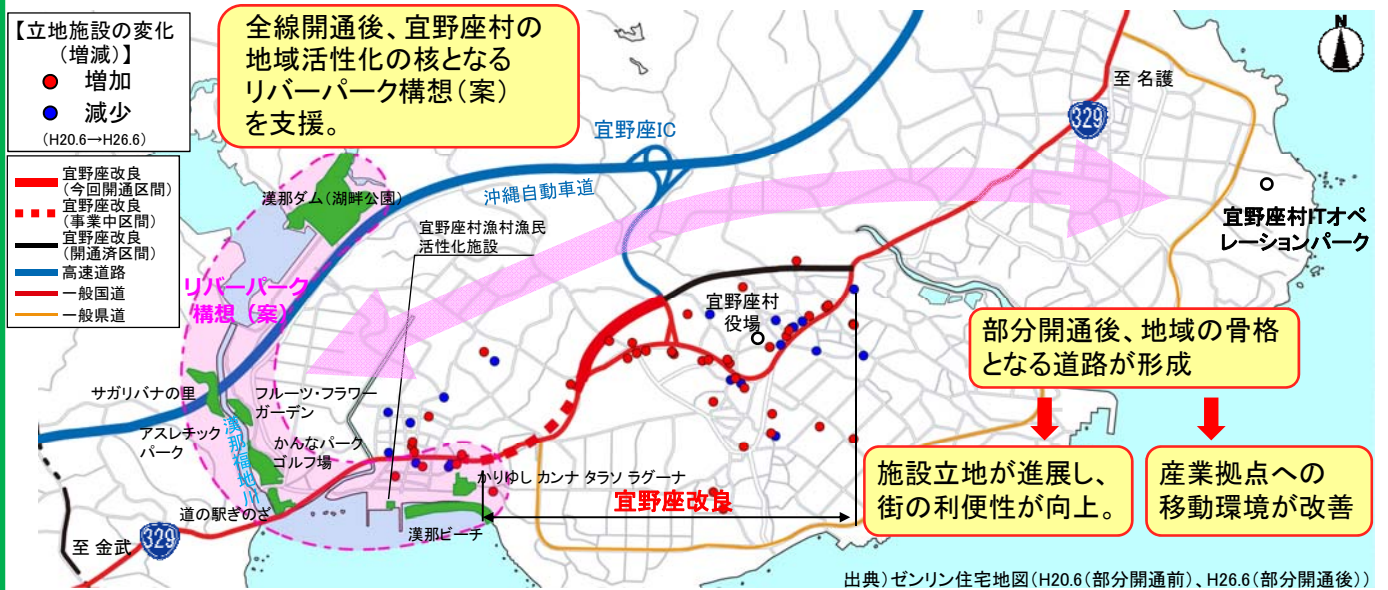 【立地施設の変化
（増減）】
増加
減少
（H20.6→H26.6）
宜野座改良
（今回開通区間）
宜野座改良
（事業中区間）
宜野座改良
（開通済区間）
高速道路
一般国道
一般県道
全線開通後、宜野座村の
地域活性化の核となる
リバーパーク構想（案）
を支援。
N
至 名護
329
宜野座IC
沖縄自動車道
漢那ダム（湖畔公園）
宜野座村漁村漁民
活性化施設
宜野座村ITオペ
レーションパーク
リバーパーク
構想（案）
宜野座村
役場
部分開通後、地域の骨格
となる道路が形成
サガリバナの里
フルーツ・フラワー
ガーデン
アスレチック
パーク
漢那福地川
かんなパーク
ゴルフ場
かりゆし カンナ タラソ ラグーナ
宜野座改良
施設立地が進展し、
街の利便性が向上。
産業拠点への
移動環境が改善
道の駅ぎのざ
漢那ビーチ
至 金武
329
出典）ゼンリン住宅地図（H20.6（部分開通前）、H26.6（部分開通後））